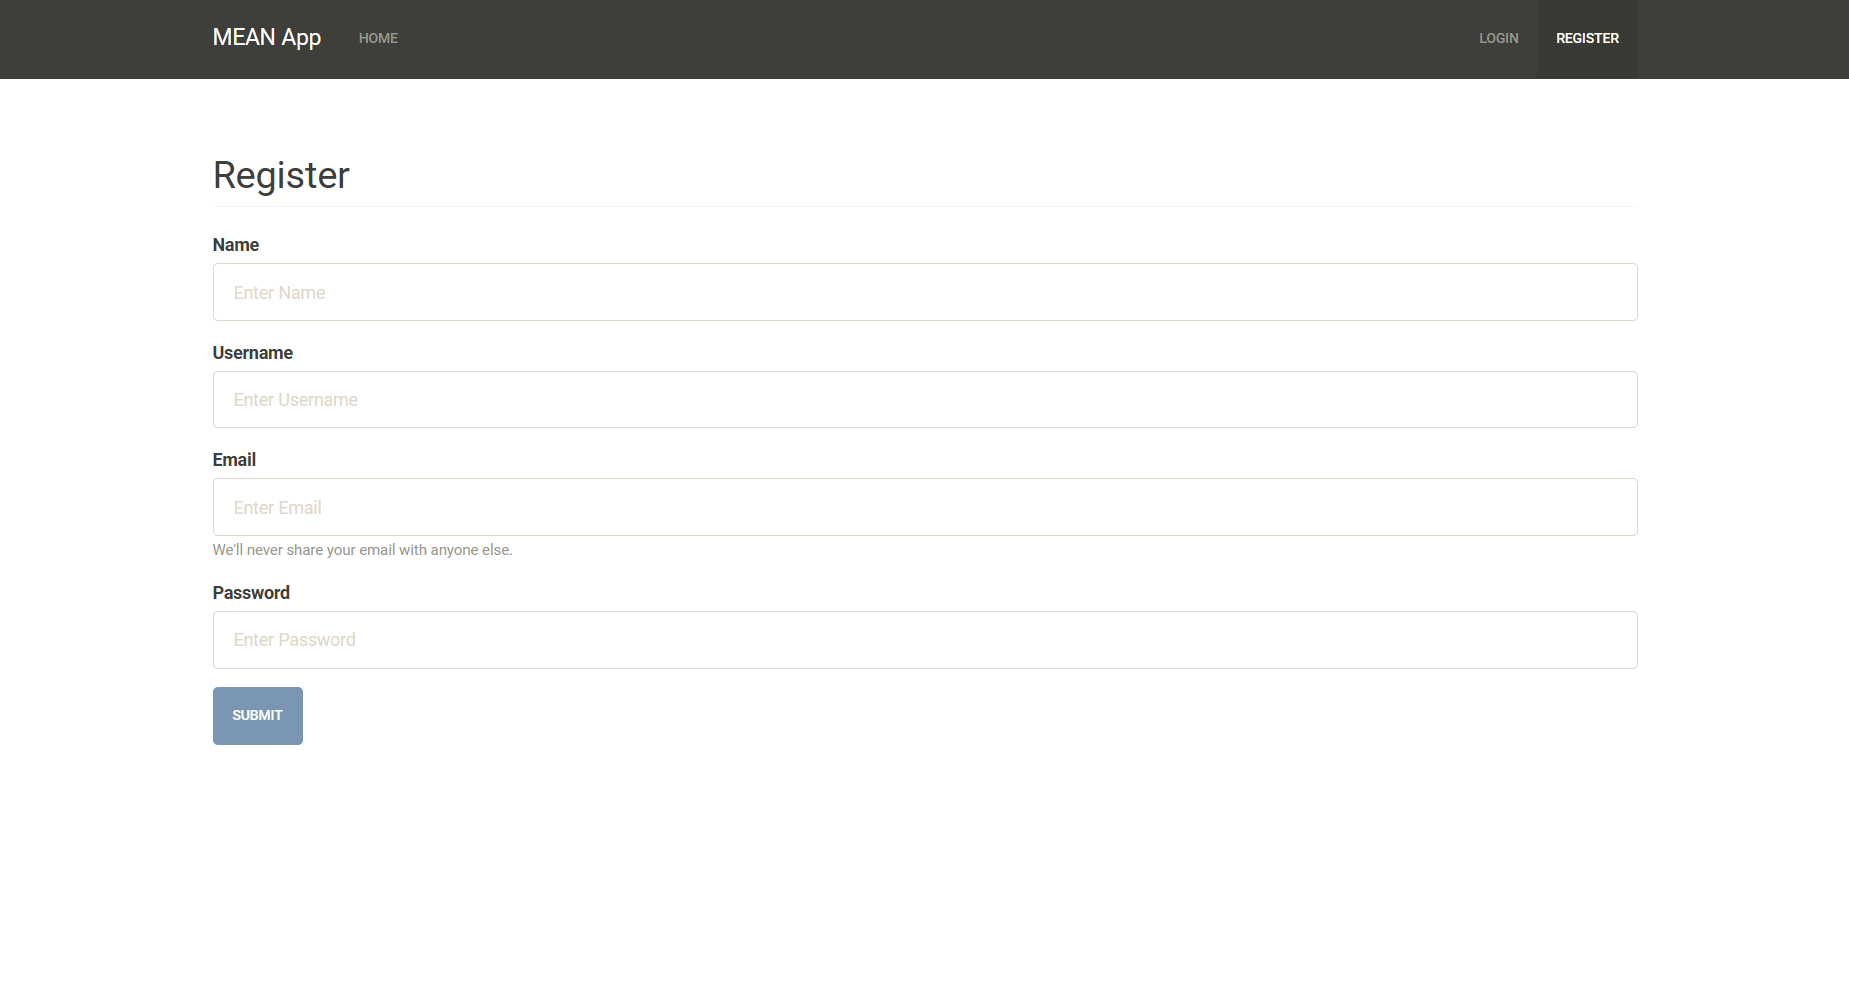 MEAN App HOME LOGIN REGISTER
Register
Name
Enter Name
Username
Enter Username
Email
Enter Email
We'll never share your email with anyone else.
Password
Enter Password
SUBMIT